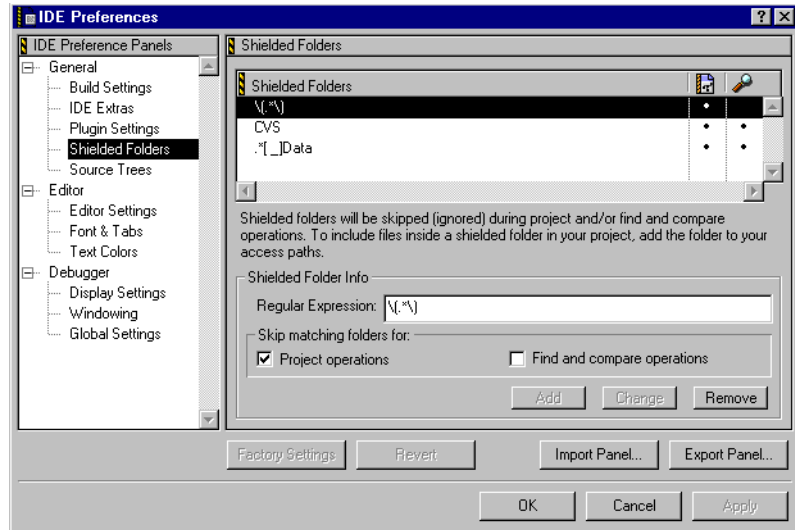 IDE Preferences
IDE Preference Panels
General
Build Settings
IDE Extras
Plugin Settings
Shielded Folders
Source Trees
Editor
Editor Settings
Font & Tabs
Text Colors
Debugger
Display Settings
Windowing
Global Settings
Shielded Folders
Shielded Folders
\(.*\)
CVS
.*[ _]Data
Shielded folders will be skipped (ignored) during project and/or find and compare
operations. To include files inside a shielded folder in your project, add the folder to your
access paths.
Shielded Folder Info
Regular Expression: \(.*\)
Skip matching folders for:
Project operations
Find and compare operations
Add Change Remove
Factory Settings Revert Import Panel... Export Panel...
OK Cancel Apply